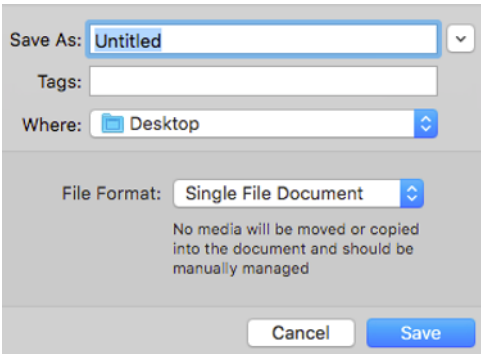 Save As: Untitled
Tags:
Where: Desktop
File Format: Single File Document
No media will be moved or copied
into the document and should be
manually managed
Cancel Save